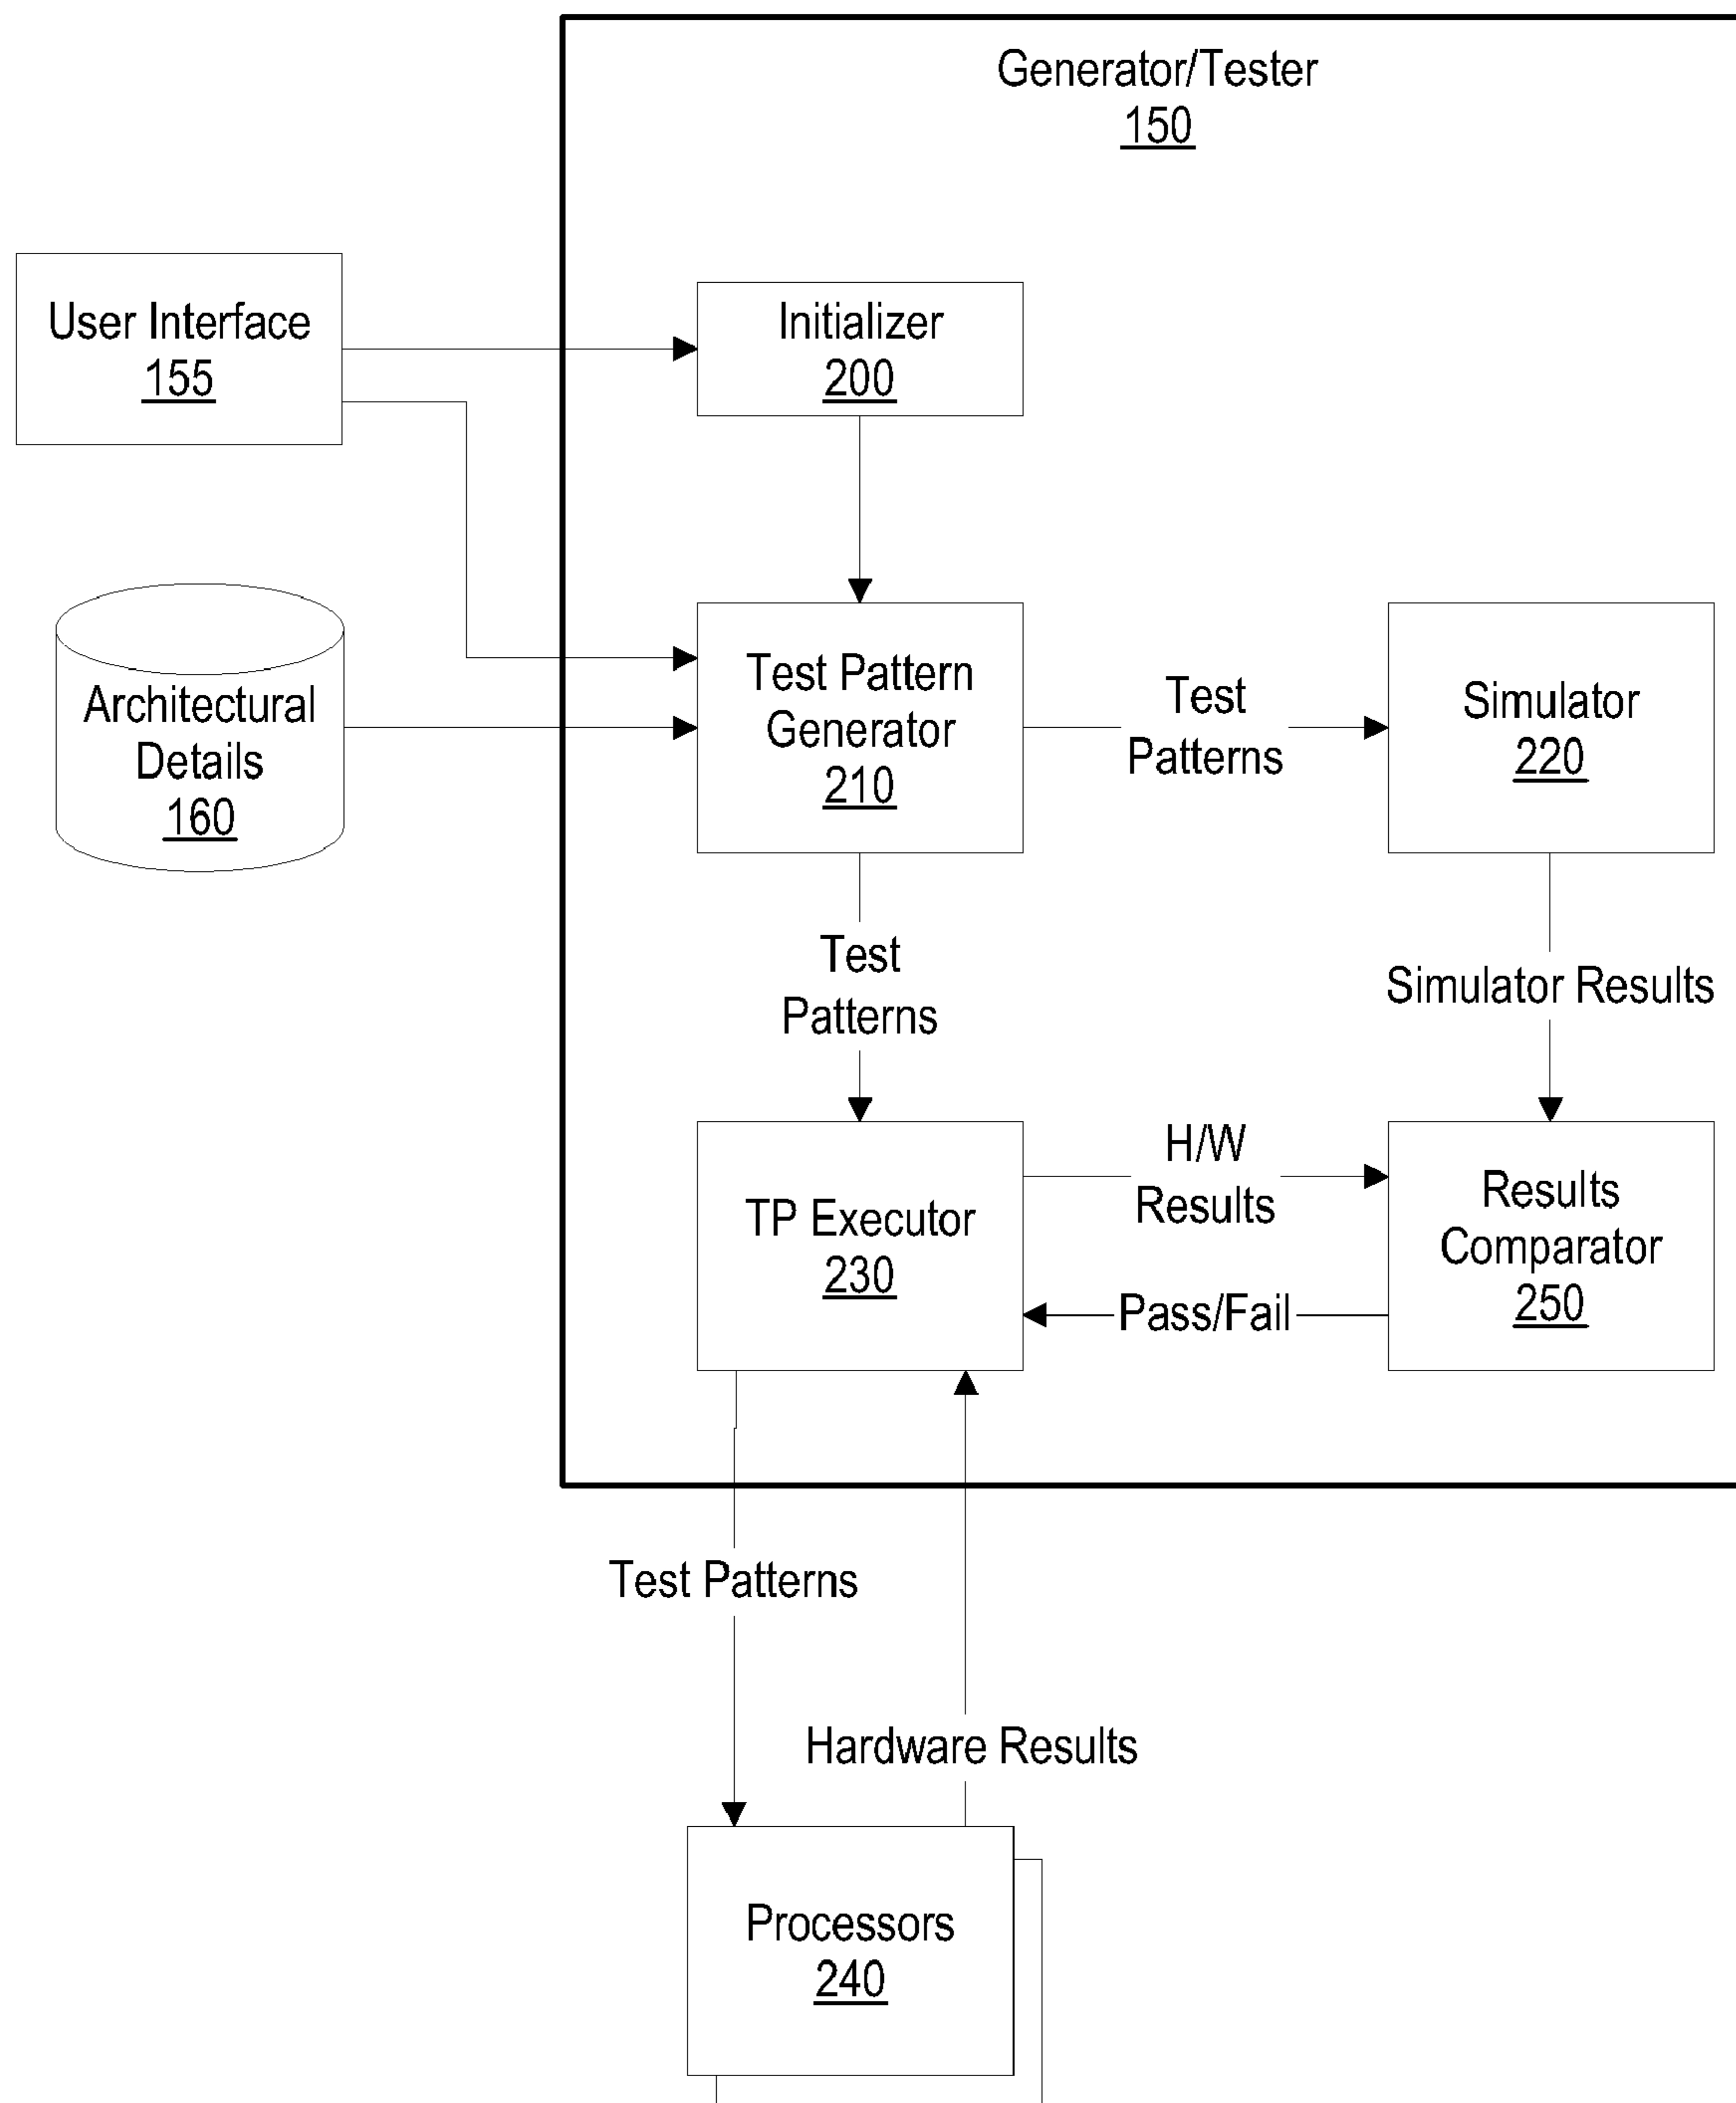 Generator/Tester
150
User Interface
155
Initializer
200
Architectural
Details
160
Test Pattern
Generator
210
Test
Patterns
Simulator
220
Test
Patterns
Simulator Results
TP Executor
230
H/W
Results
Pass/Fail
Results
Comparator
250
Test Patterns
Hardware Results
Processors
240